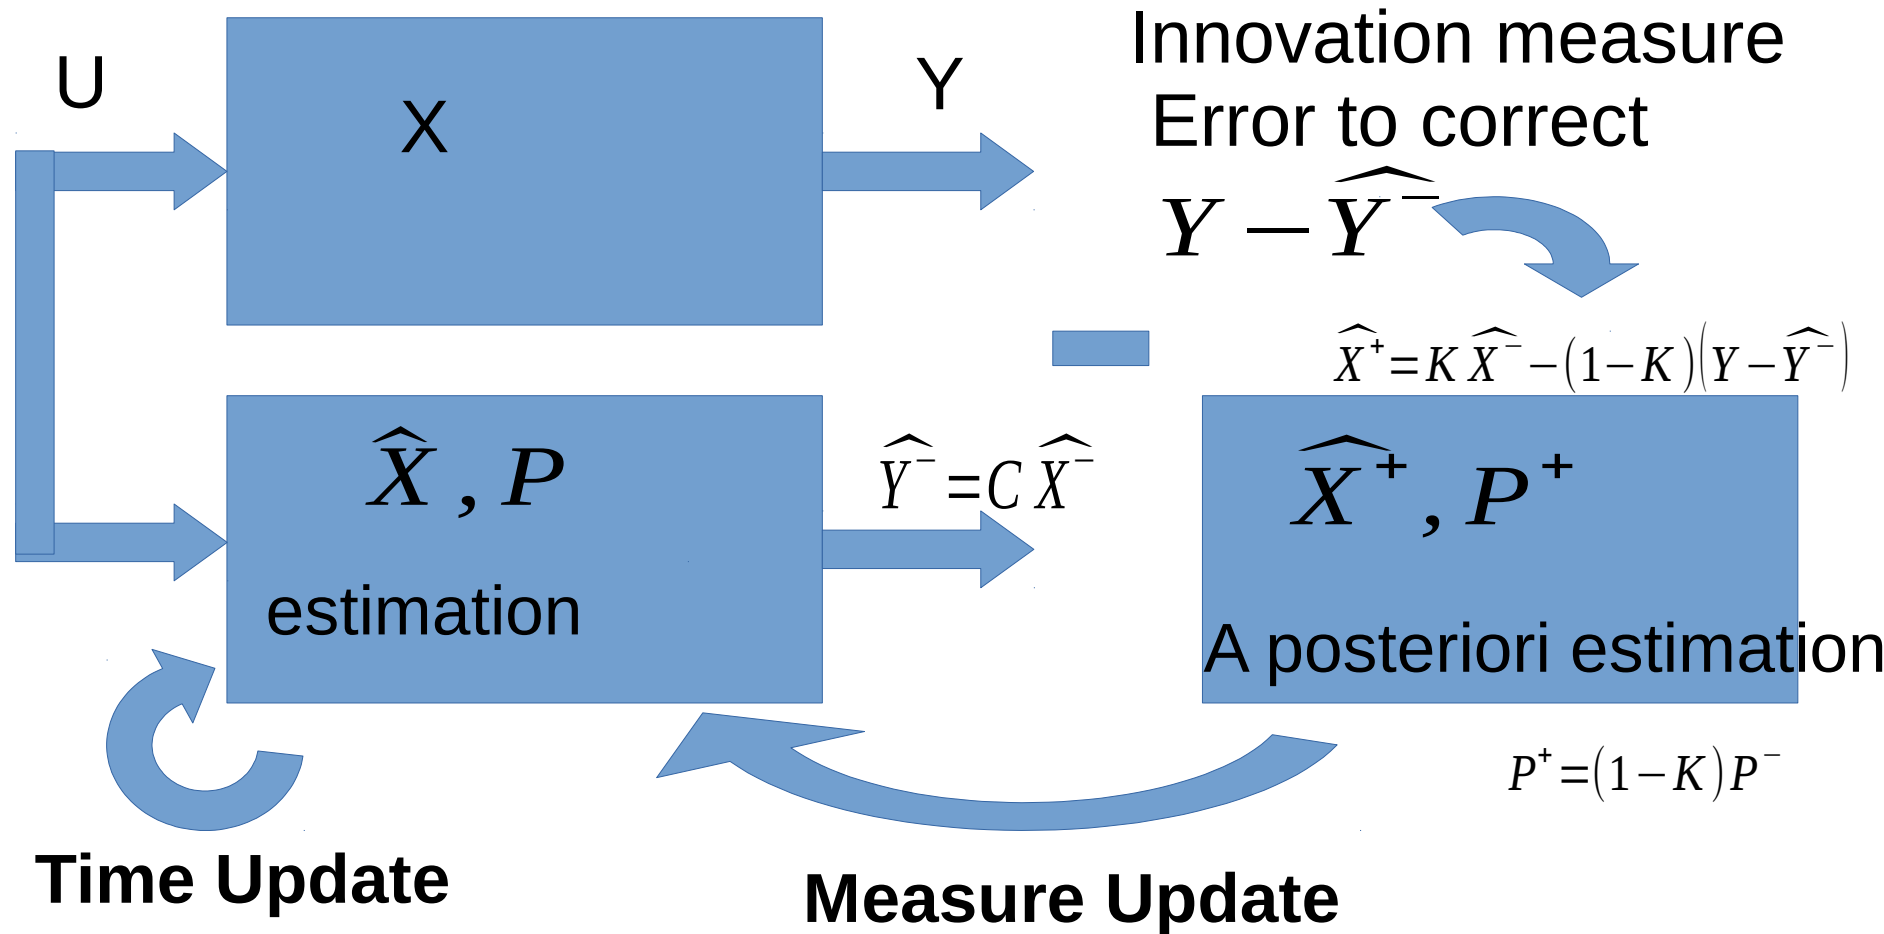 U
X
Y
Innovation measure
Error to correct
Y − Ŷ⁻
X̂⁺ = K X̂⁻ − (1 − K)(Y − Ŷ⁻)
X̂ , P
estimation
Ŷ⁻ = C X̂⁻
X̂⁺ , P⁺
A posteriori estimation
P⁺ = (1 − K) P⁻
Time Update
Measure Update